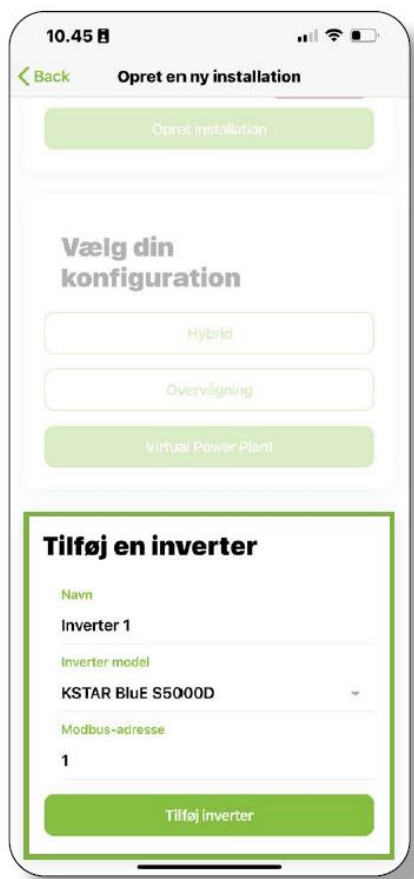 10.45
Back
Opret en ny installation
Opret installation
Vælg din
konfiguration
Hybrid
Overvågning
Virtual Power Plant
Tilføj en inverter
Navn
Inverter 1
Inverter model
KSTAR BluE S5000D
Modbus-adresse
1
Tilføj inverter